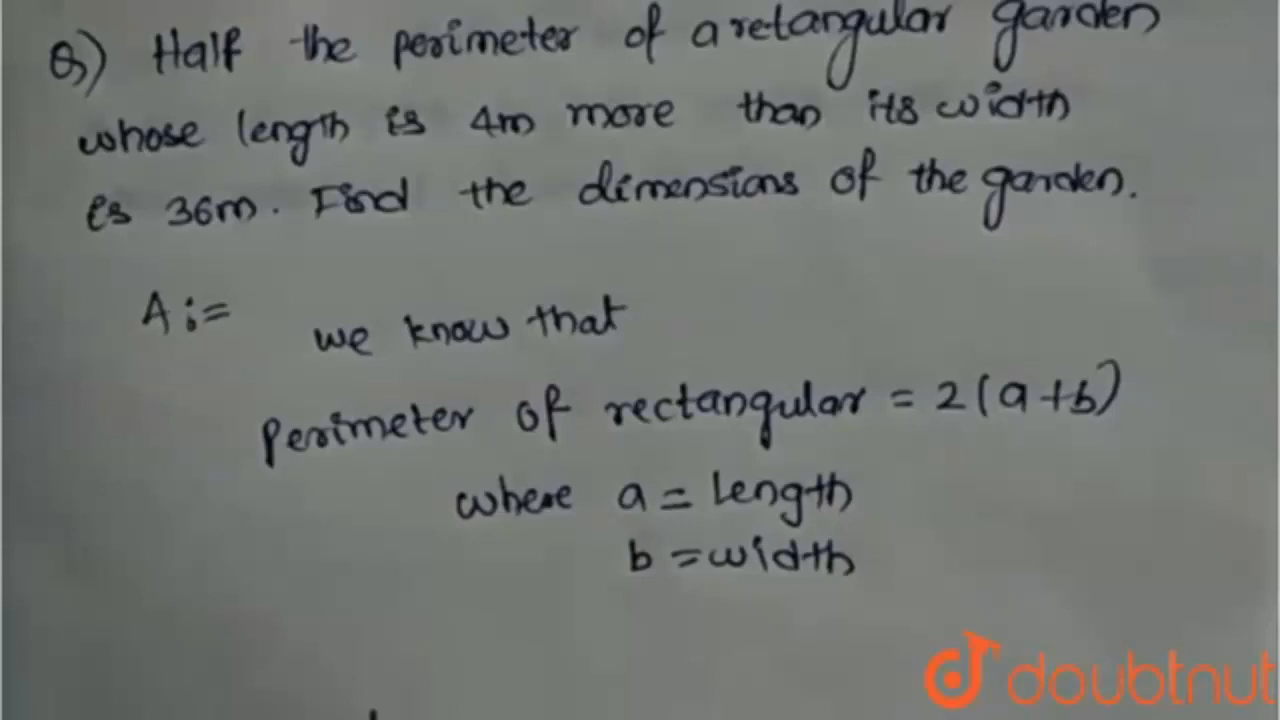 Q) Half the perimeter of a retangular garden
whose length is 4m more than its width
is 36m. Find the dimensions of the garden.
A:=
we know that
Perimeter of rectangular = 2(a+b)
where a = length
b = width
doubtnut